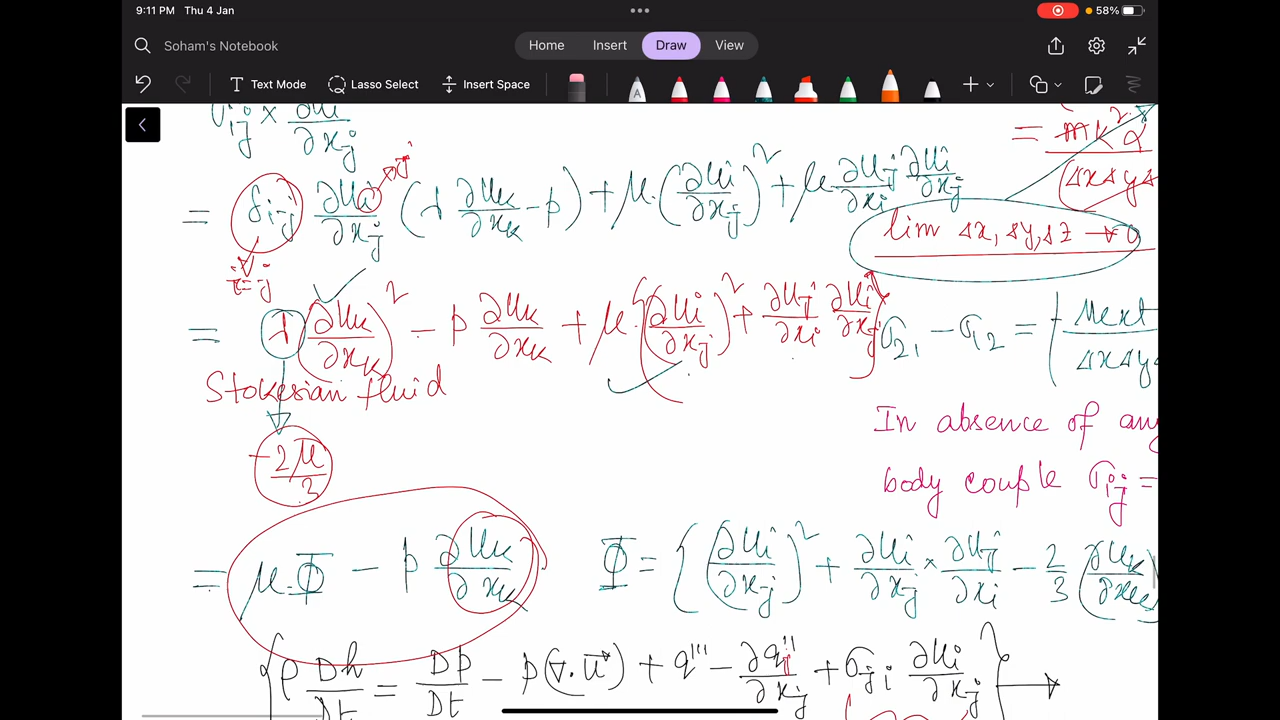 9:11 PM Thu 4 Jan
58%
Soham's Notebook
Home Insert Draw View
Text Mode Lasso Select Insert Space
σij × ∂ui/∂xj
= δij ∂ui/∂xj (λ ∂uk/∂xk − p) + μ·(∂ui/∂xj)² + μ ∂uj/∂xi ∂ui/∂xj
j
i=j
= mk²α / (ΔxΔyΔ
lim Δx, Δy, Δz → 0
= λ (∂uk/∂xk)² − p ∂uk/∂xk + μ·{(∂ui/∂xj)² + ∂uj/∂xi ∂ui/∂xj}
σ21 − σ12 = (− Mext / ΔxΔy
Stokesian fluid
−2μ/3
In absence of any
body couple σij =
= μ·Φ − p ∂uk/∂xk
Φ = {(∂ui/∂xj)² + ∂ui/∂xj × ∂uj/∂xi − 2/3 (∂uk/∂xk)
{ρ Dh/Dt = Dp/Dt − p(∇·u⃗) + q''' − ∂q''j/∂xj + σji ∂ui/∂xj} →